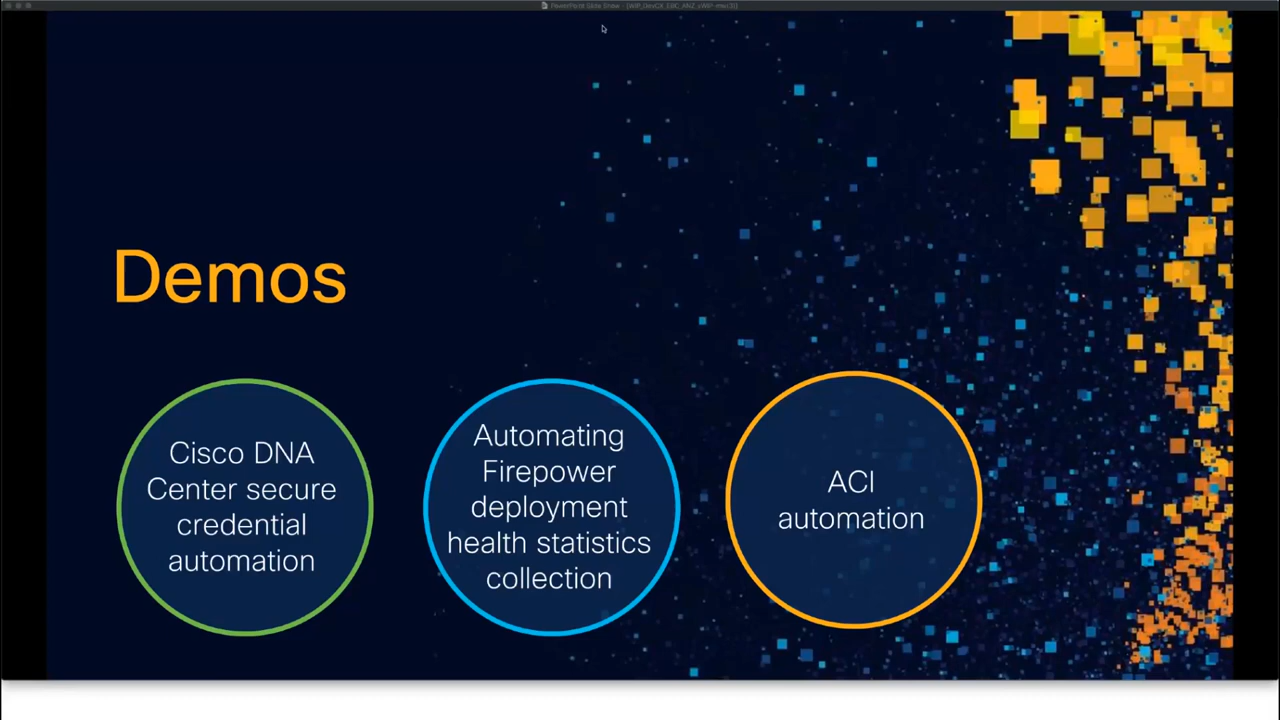 Demos
Cisco DNA
Center secure
credential
automation
Automating
Firepower
deployment
health statistics
collection
ACI
automation